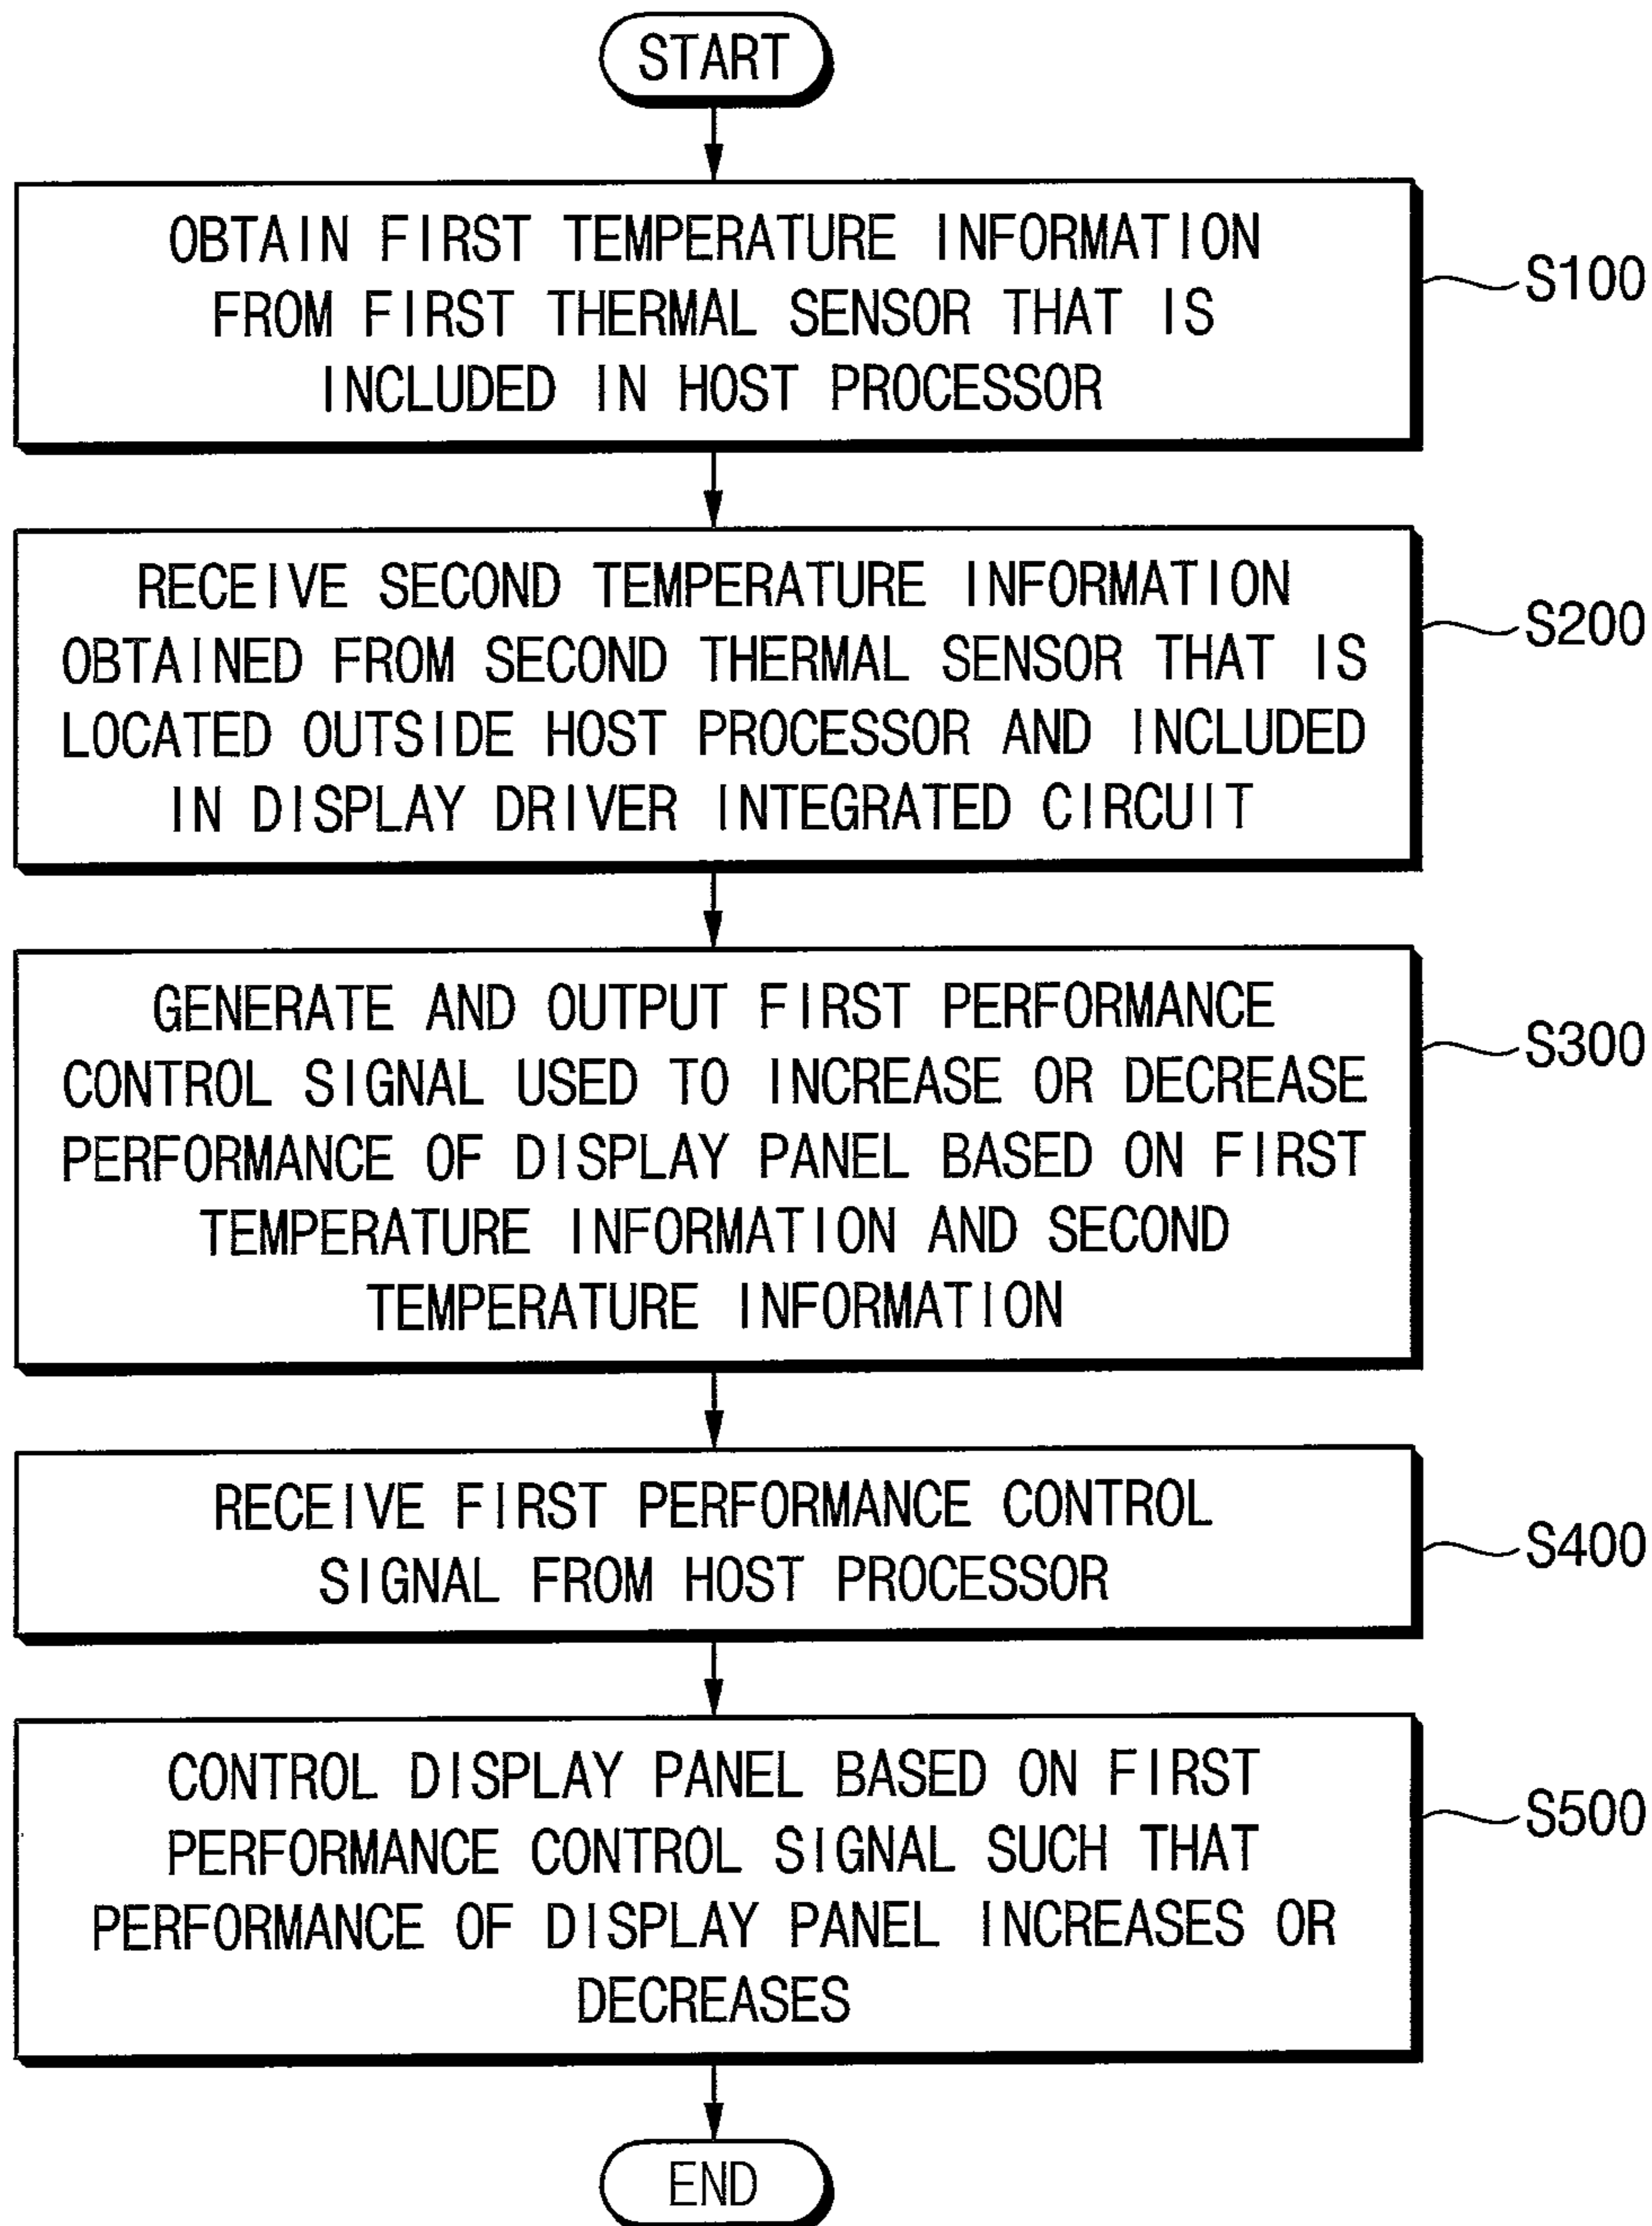 START
OBTAIN FIRST TEMPERATURE INFORMATION
FROM FIRST THERMAL SENSOR THAT IS
INCLUDED IN HOST PROCESSOR
S100
RECEIVE SECOND TEMPERATURE INFORMATION
OBTAINED FROM SECOND THERMAL SENSOR THAT IS
LOCATED OUTSIDE HOST PROCESSOR AND INCLUDED
IN DISPLAY DRIVER INTEGRATED CIRCUIT
S200
GENERATE AND OUTPUT FIRST PERFORMANCE
CONTROL SIGNAL USED TO INCREASE OR DECREASE
PERFORMANCE OF DISPLAY PANEL BASED ON FIRST
TEMPERATURE INFORMATION AND SECOND
TEMPERATURE INFORMATION
S300
RECEIVE FIRST PERFORMANCE CONTROL
SIGNAL FROM HOST PROCESSOR
S400
CONTROL DISPLAY PANEL BASED ON FIRST
PERFORMANCE CONTROL SIGNAL SUCH THAT
PERFORMANCE OF DISPLAY PANEL INCREASES OR
DECREASES
S500
END